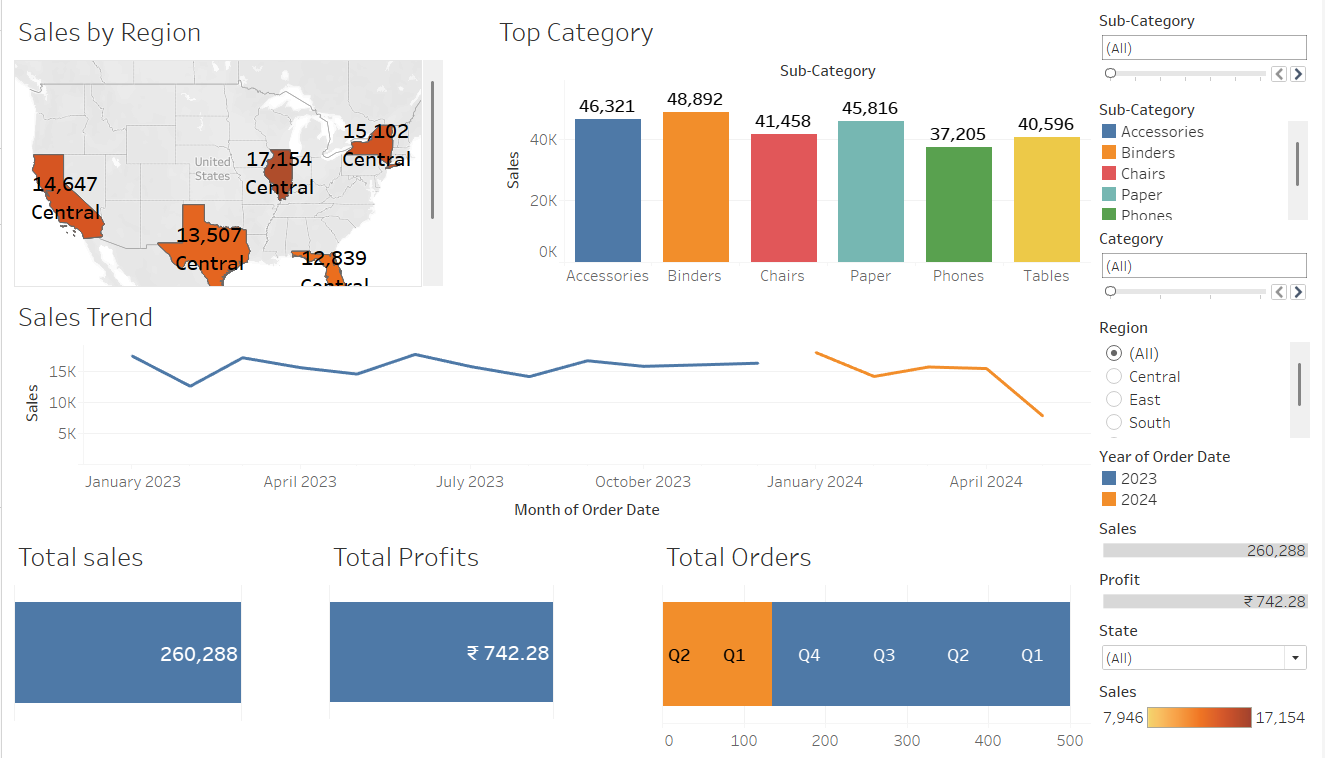 Sales by Region
15,102
Central
17,154
Central
14,647
Central
13,507
Central
12,839
Central
United
States
Top Category
Sub-Category
Sales
40K
20K
0K
46,321
48,892
41,458
45,816
37,205
40,596
Accessories
Binders
Chairs
Paper
Phones
Tables
Sales Trend
Sales
15K
10K
5K
January 2023
April 2023
July 2023
October 2023
January 2024
April 2024
Month of Order Date
Total sales
260,288
Total Profits
₹ 742.28
Total Orders
Q2
Q1
Q4
Q3
Q2
Q1
0
100
200
300
400
500
Sub-Category
(All)
Sub-Category
Accessories
Binders
Chairs
Paper
Phones
Category
(All)
Region
(All)
Central
East
South
Year of Order Date
2023
2024
Sales
260,288
Profit
₹ 742.28
State
(All)
Sales
7,946
17,154